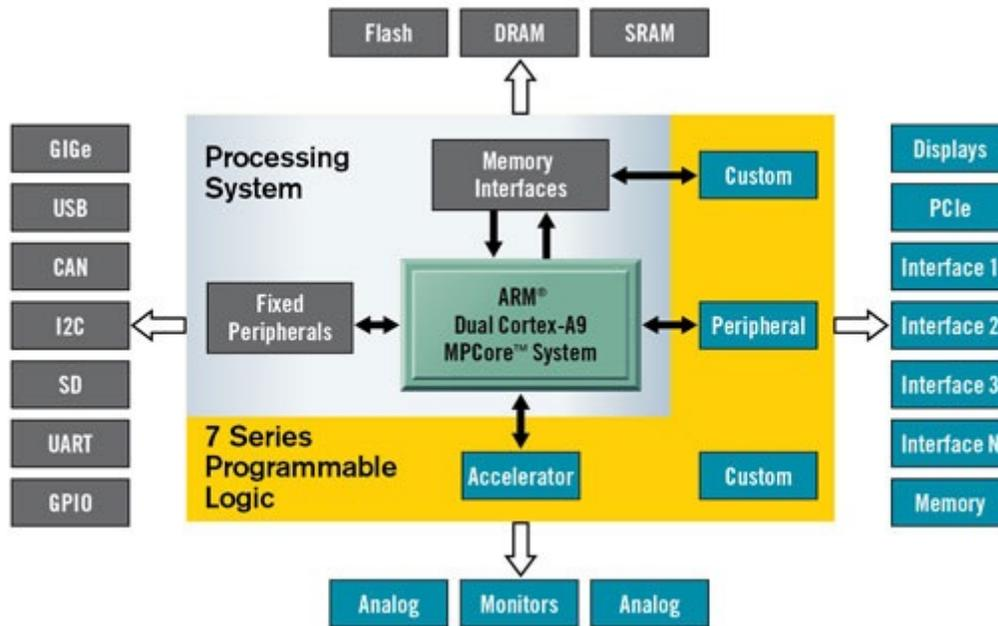 Flash
DRAM
SRAM
GIGe
USB
CAN
I2C
SD
UART
GPIO
Processing
System
Memory
Interfaces
Custom
Fixed
Peripherals
ARM®
Dual Cortex-A9
MPCore™ System
Peripheral
7 Series
Programmable
Logic
Accelerator
Custom
Displays
PCIe
Interface 1
Interface 2
Interface 3
Interface N
Memory
Analog
Monitors
Analog